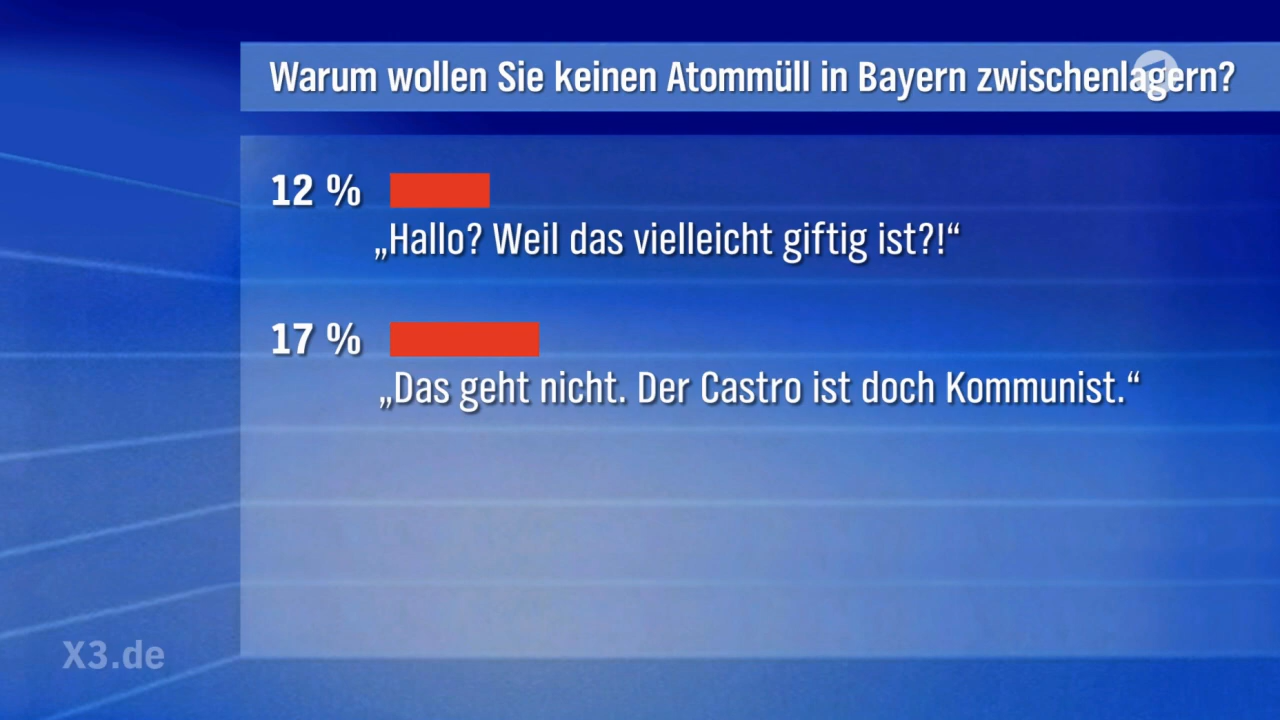 Warum wollen Sie keinen Atommüll in Bayern zwischenlagern?
12 %
„Hallo? Weil das vielleicht giftig ist?!“
17 %
„Das geht nicht. Der Castro ist doch Kommunist.“
X3.de